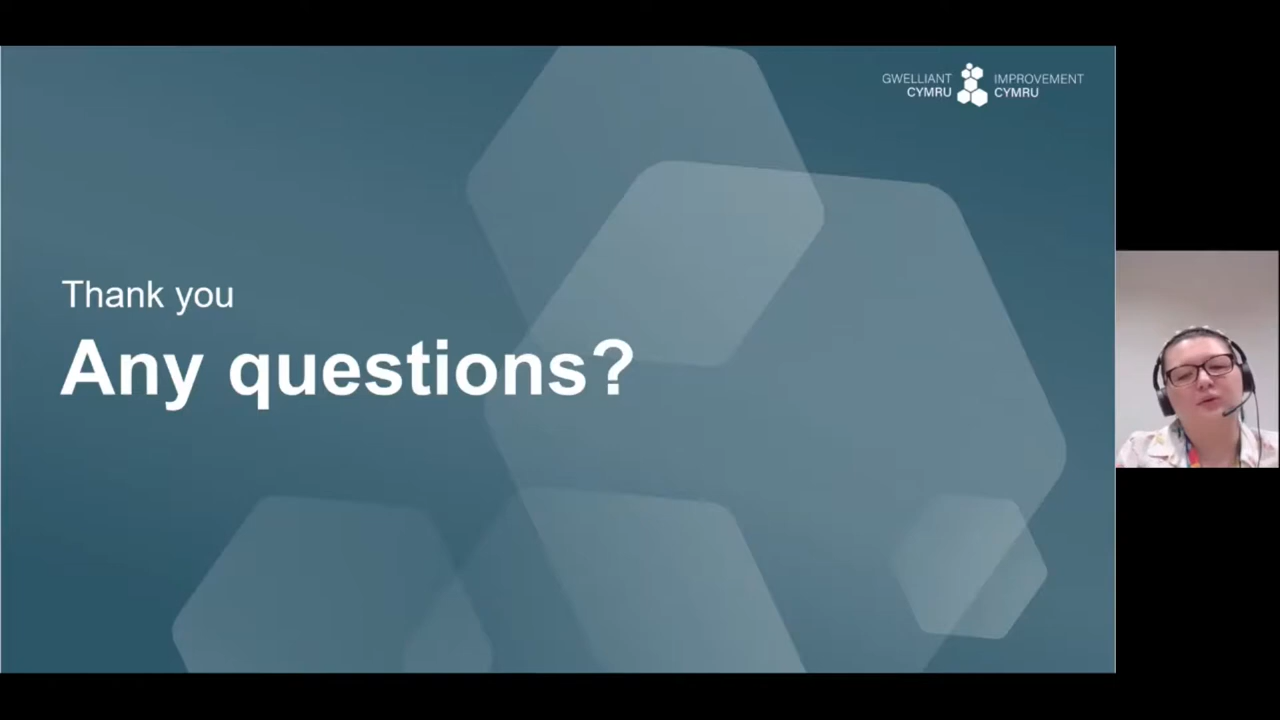 GWELLIANT
CYMRU
IMPROVEMENT
CYMRU
Thank you
Any questions?